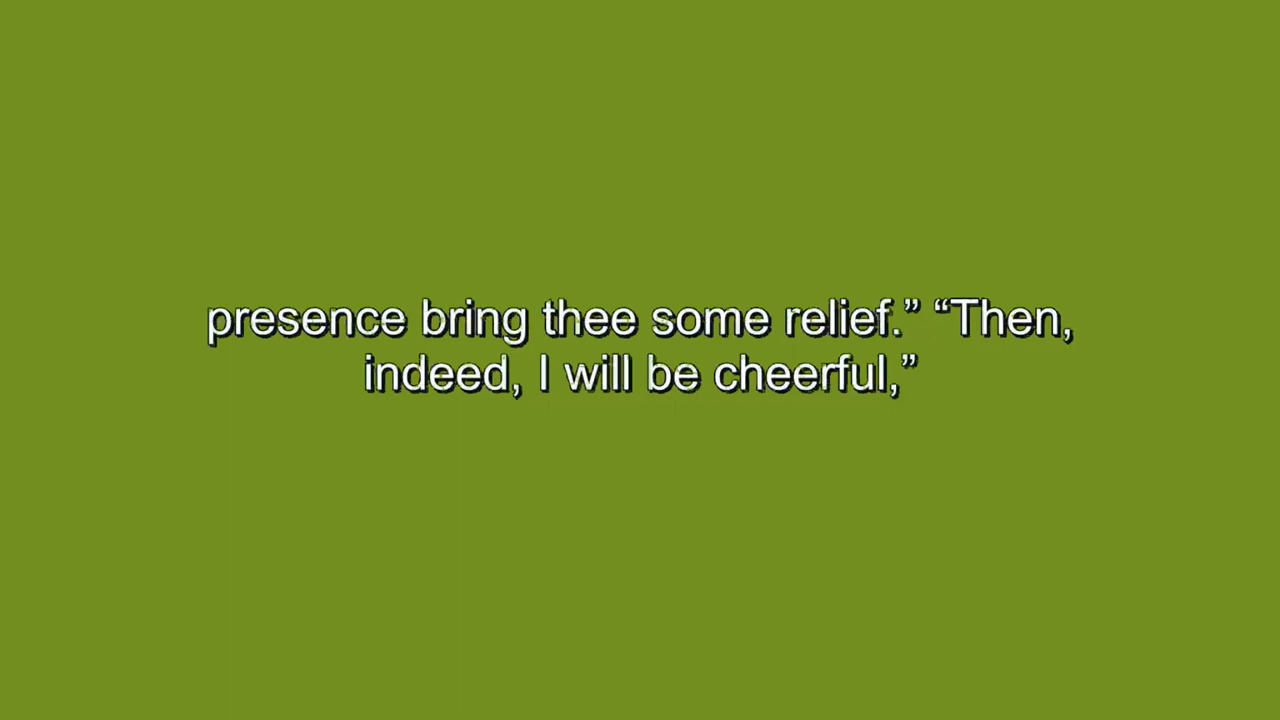 presence bring thee some relief.” “Then,
indeed, I will be cheerful,”